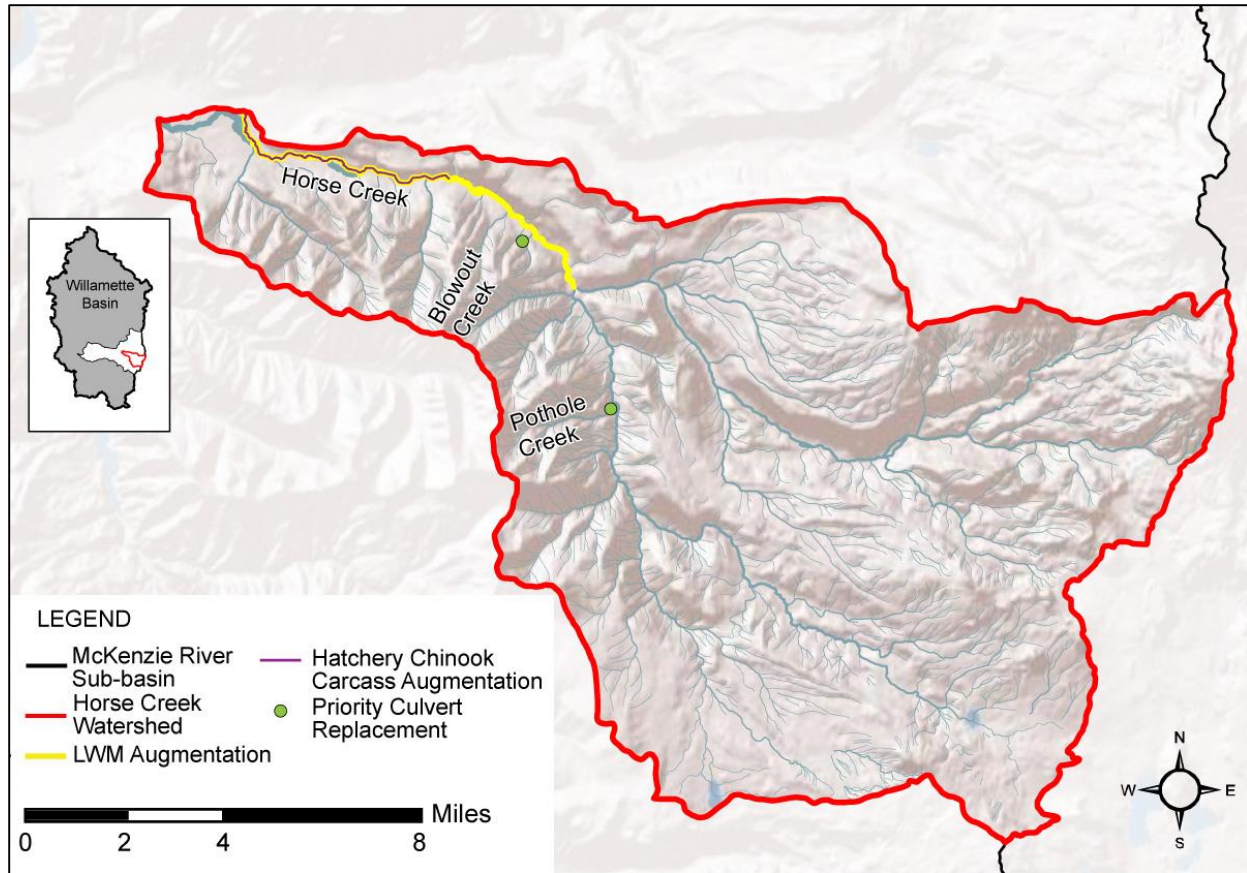 Horse Creek
Blowout
Creek
Pothole
Creek
Willamette
Basin
LEGEND
McKenzie River
Sub-basin
Horse Creek
Watershed
LWM Augmentation
Hatchery Chinook
Carcass Augmentation
Priority Culvert
Replacement
0 2 4 8 Miles
N
W E
S